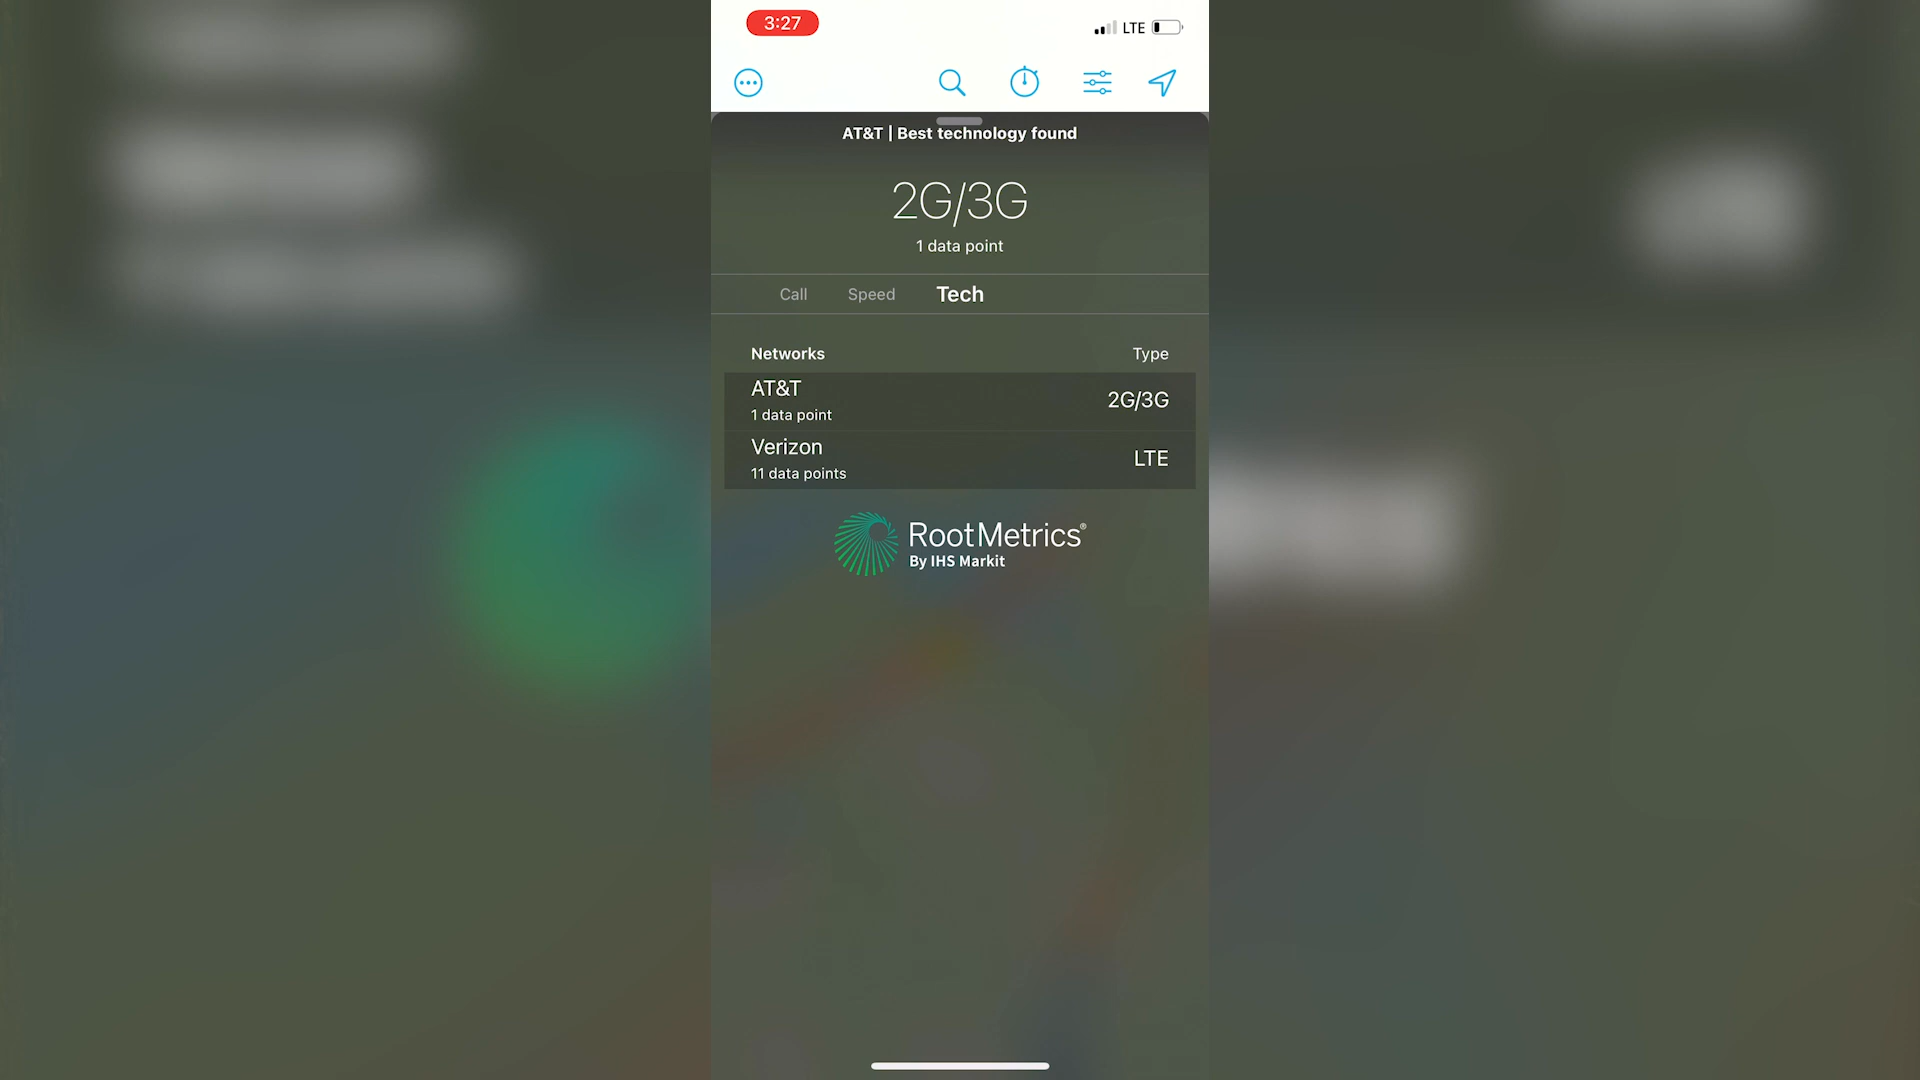 3:27
LTE
AT&T | Best technology found
2G/3G
1 data point
Call Speed Tech
Networks Type
AT&T 2G/3G
1 data point
Verizon LTE
11 data points
RootMetrics®
By IHS Markit